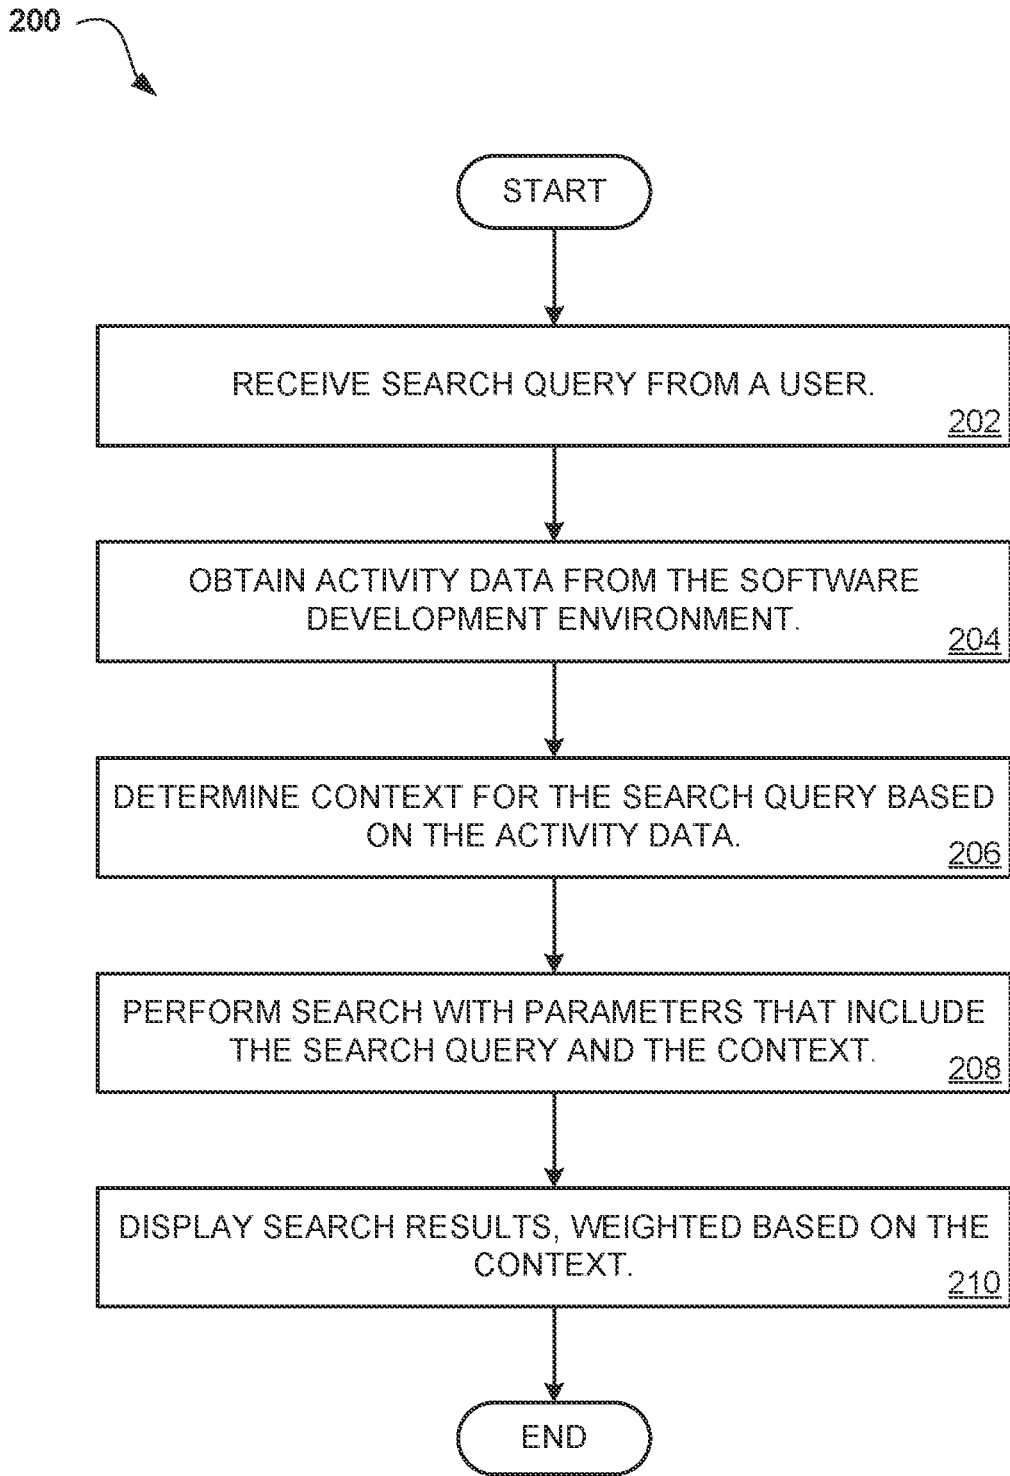 200
START
RECEIVE SEARCH QUERY FROM A USER.
202
OBTAIN ACTIVITY DATA FROM THE SOFTWARE
DEVELOPMENT ENVIRONMENT.
204
DETERMINE CONTEXT FOR THE SEARCH QUERY BASED
ON THE ACTIVITY DATA.
206
PERFORM SEARCH WITH PARAMETERS THAT INCLUDE
THE SEARCH QUERY AND THE CONTEXT.
208
DISPLAY SEARCH RESULTS, WEIGHTED BASED ON THE
CONTEXT.
210
END